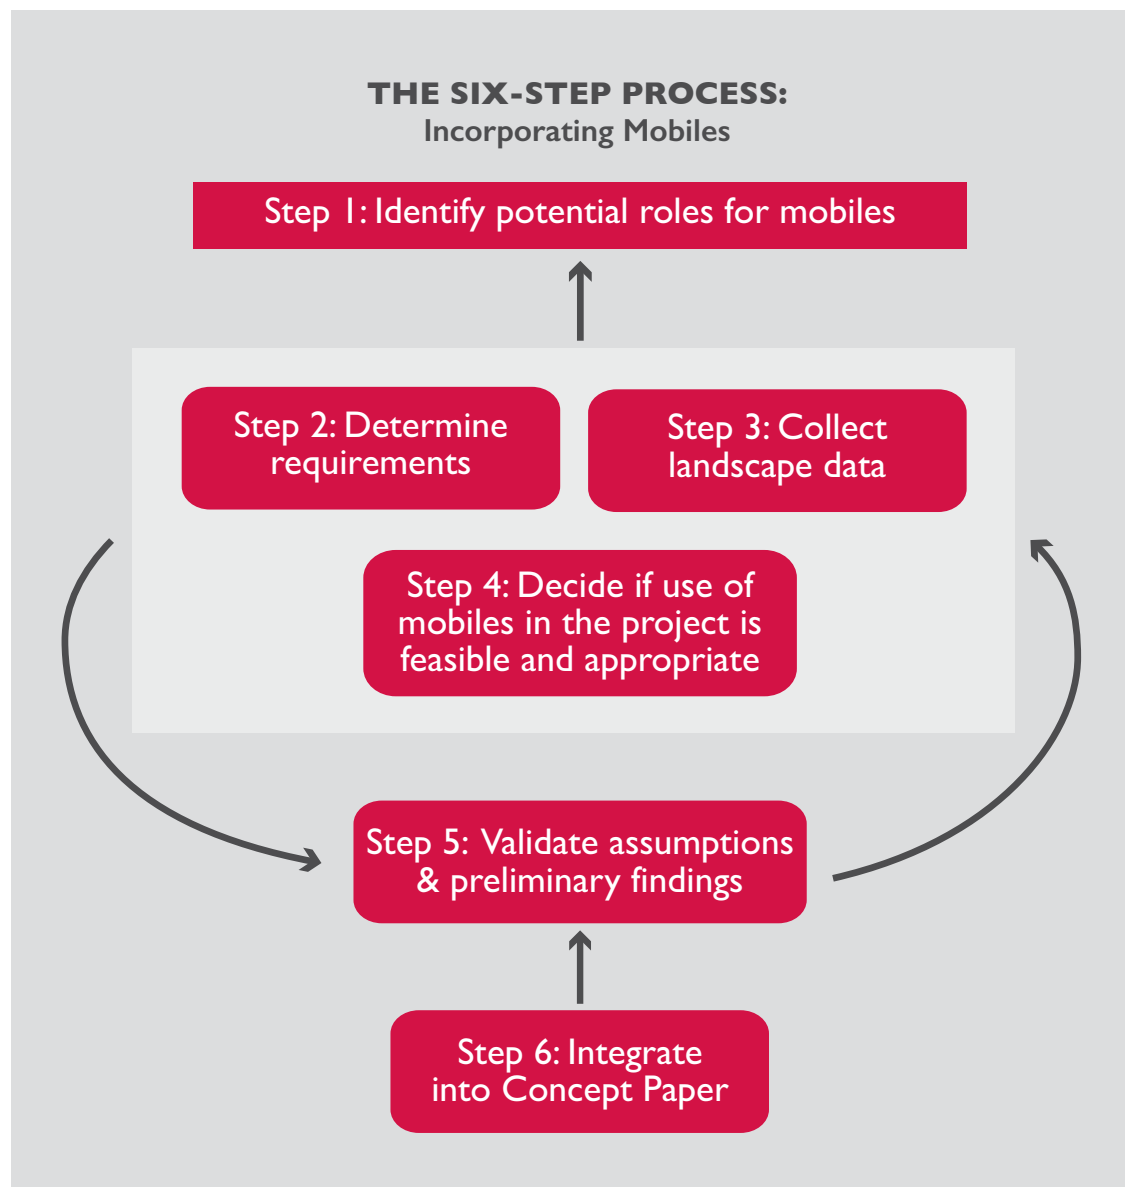 THE SIX-STEP PROCESS:
Incorporating Mobiles
Step 1: Identify potential roles for mobiles
Step 2: Determine
requirements
Step 3: Collect
landscape data
Step 4: Decide if use of
mobiles in the project is
feasible and appropriate
Step 5: Validate assumptions
& preliminary findings
Step 6: Integrate
into Concept Paper